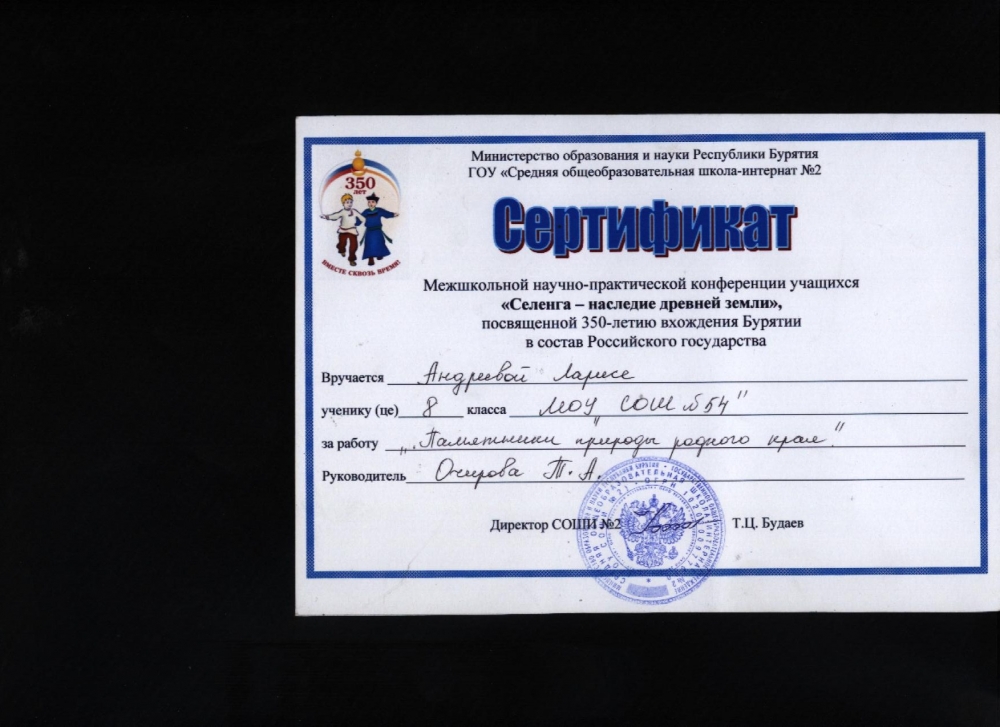 Министерство образования и науки Республики Бурятия
ГОУ «Средняя общеобразовательная школа-интернат №2
350
лет
ВМЕСТЕ СКВОЗЬ ВРЕМЯ!
Сертификат
Межшкольной научно-практической конференции учащихся
«Селенга – наследие древней земли»,
посвященной 350-летию вхождения Бурятии
в состав Российского государства
Вручается Андреевой Ларисе
ученику (це) 8 класса МОУ "СОШ №54"
за работу „Памятники природы родного края."
Руководитель Очирова Т.А.
Директор СОШИ №2 Т.Ц. Будаев